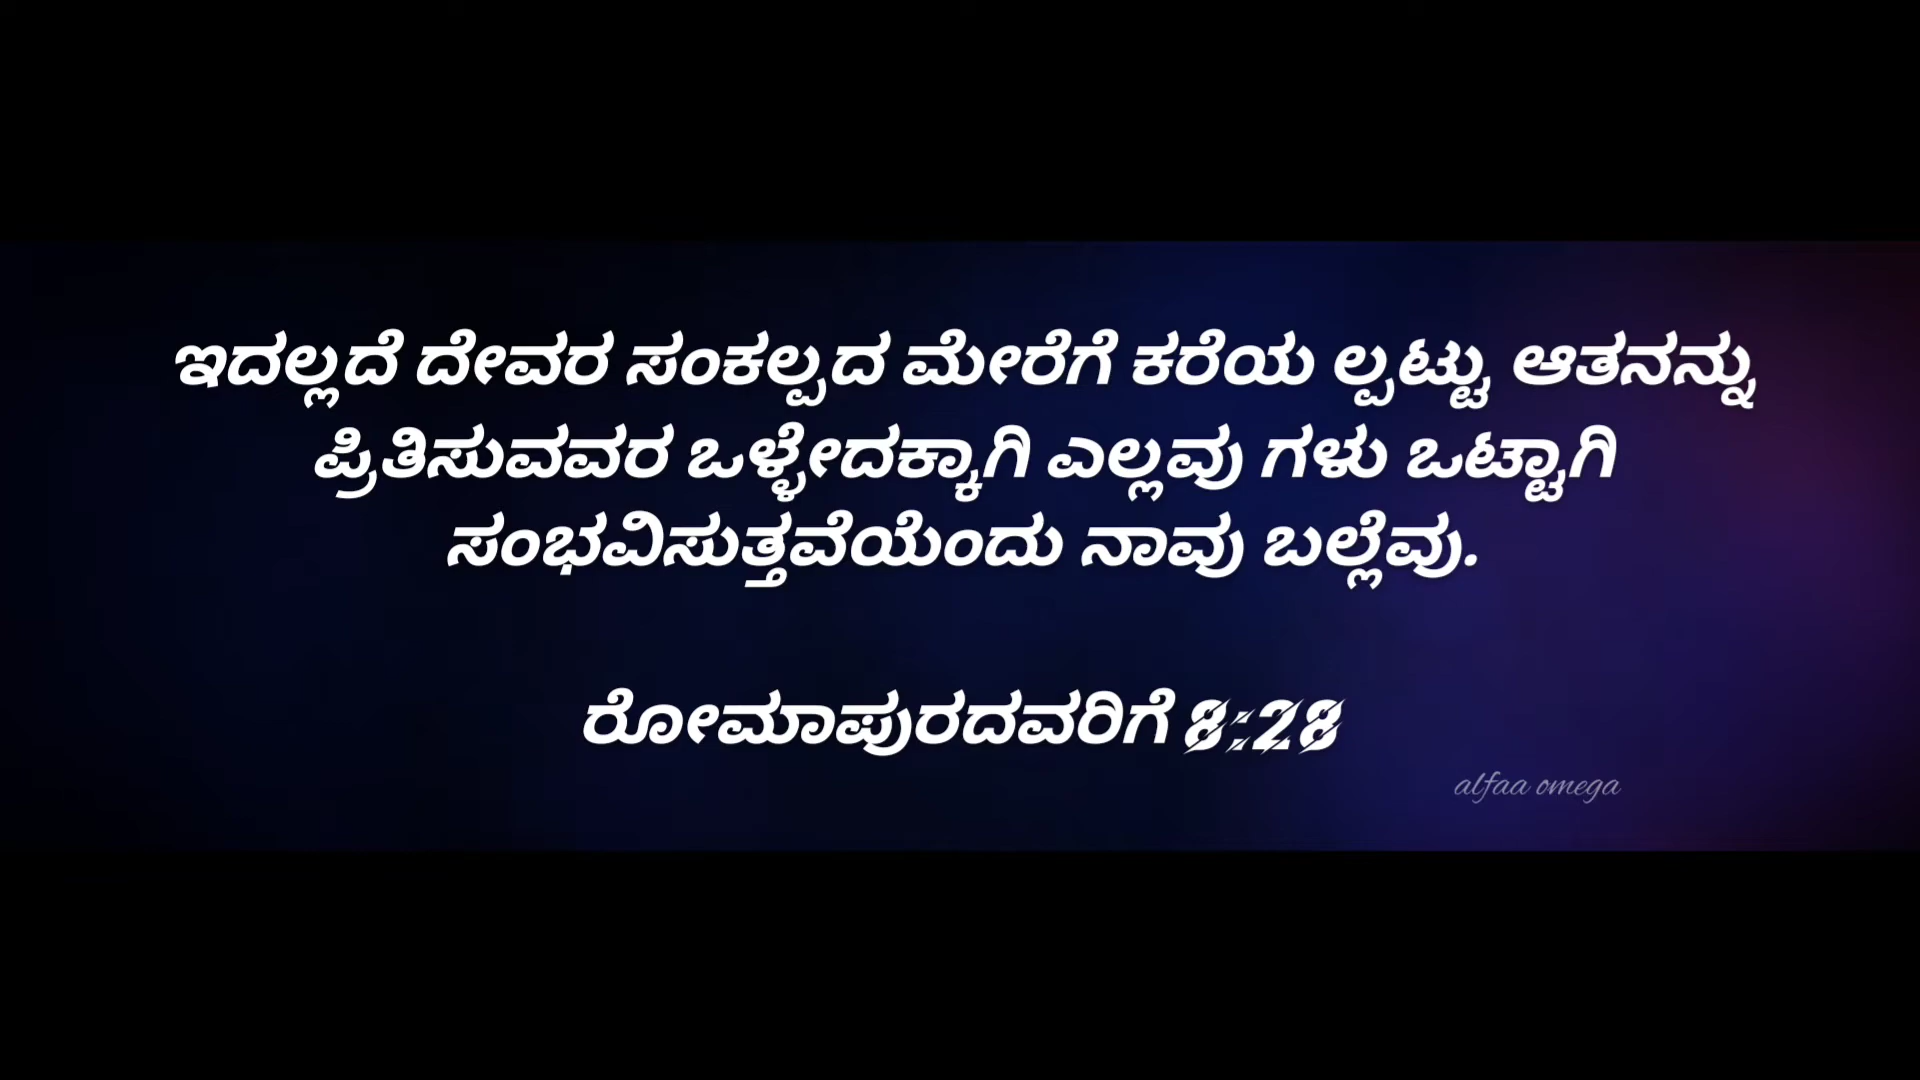 ಇದಲ್ಲದೆ ದೇವರ ಸಂಕಲ್ಪದ ಮೇರೆಗೆ ಕರೆಯ ಲ್ಪಟ್ಟು ಆತನನ್ನು
ಪ್ರಿತಿಸುವವರ ಒಳ್ಳೇದಕ್ಕಾಗಿ ಎಲ್ಲವು ಗಳು ಒಟ್ಟಾಗಿ
ಸಂಭವಿಸುತ್ತವೆಯೆಂದು ನಾವು ಬಲ್ಲೆವು.
ರೋಮಾಪುರದವರಿಗೆ 8:28
alfaa omega